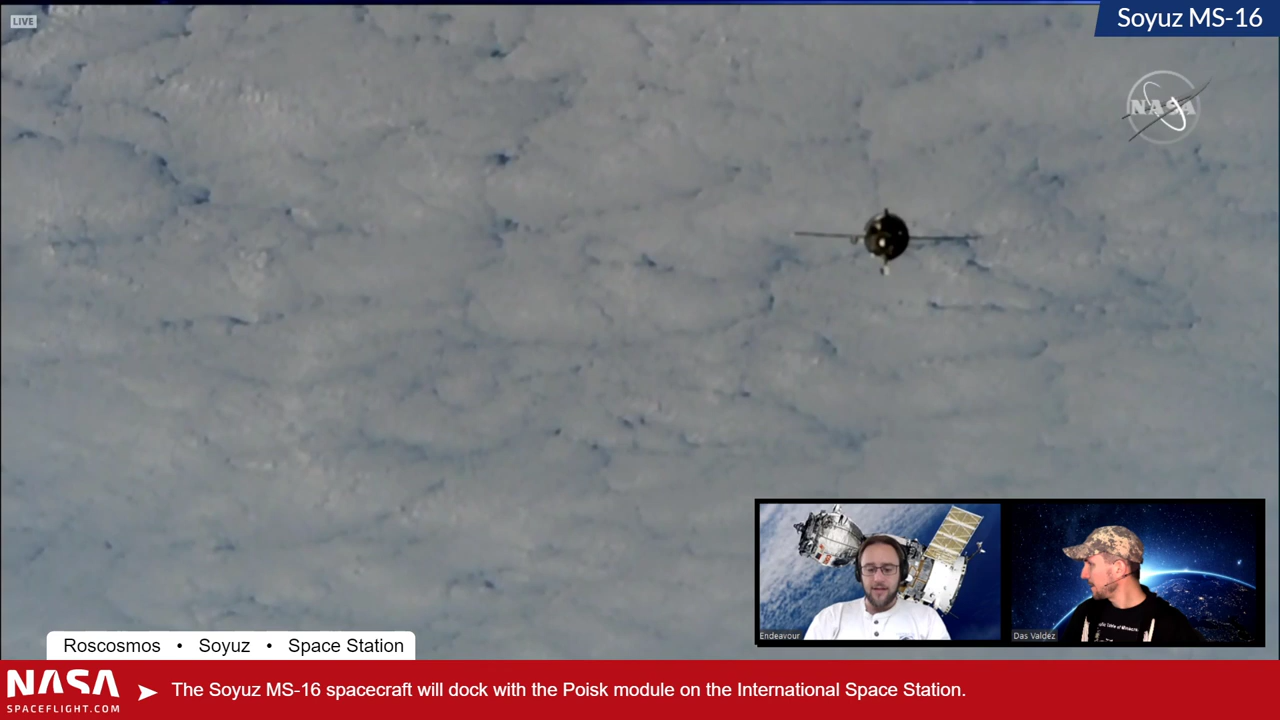 LIVE
Soyuz MS-16
NASA
Endeavour
Das Valdez
Roscosmos • Soyuz • Space Station
NASA
SPACEFLIGHT.COM
The Soyuz MS-16 spacecraft will dock with the Poisk module on the International Space Station.